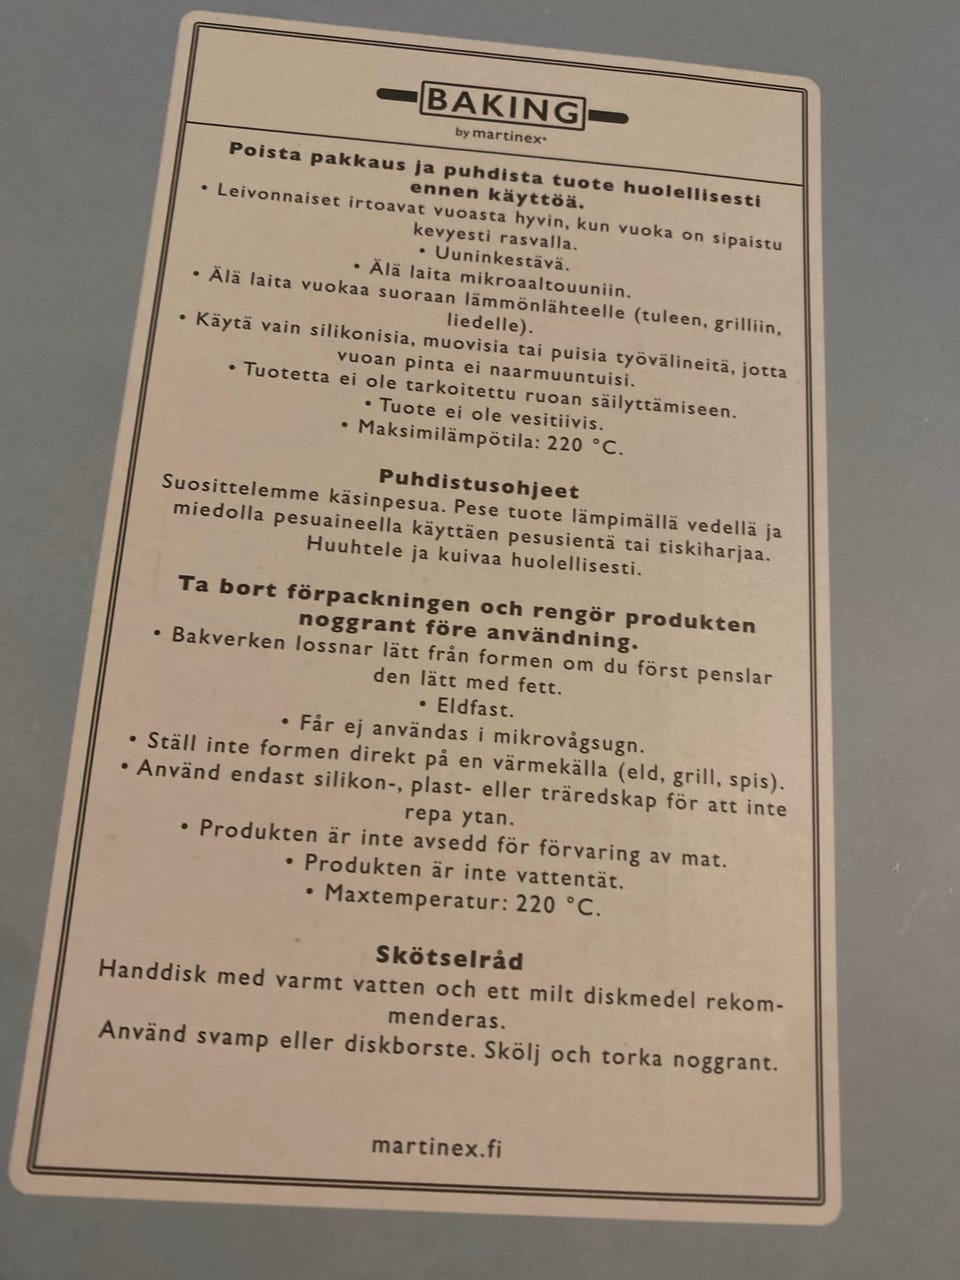 BAKING
by martinex®
Poista pakkaus ja puhdista tuote huolellisesti
ennen käyttöä.
• Leivonnaiset irtoavat vuoasta hyvin, kun vuoka on sipaistu
kevyesti rasvalla.
• Uuninkestävä.
• Älä laita mikroaaltouuniin.
• Älä laita vuokaa suoraan lämmönlähteelle (tuleen, grilliin,
liedelle).
• Käytä vain silikonisia, muovisia tai puisia työvälineitä, jotta
vuoan pinta ei naarmuuntuisi.
• Tuotetta ei ole tarkoitettu ruoan säilyttämiseen.
• Tuote ei ole vesitiivis.
• Maksimilämpötila: 220 °C.
Puhdistusohjeet
Suosittelemme käsinpesua. Pese tuote lämpimällä vedellä ja
miedolla pesuaineella käyttäen pesusientä tai tiskiharjaa.
Huuhtele ja kuivaa huolellisesti.
Ta bort förpackningen och rengör produkten
noggrant före användning.
• Bakverken lossnar lätt från formen om du först penslar
den lätt med fett.
• Eldfast.
• Får ej användas i mikrovågsugn.
• Ställ inte formen direkt på en värmekälla (eld, grill, spis).
• Använd endast silikon-, plast- eller träredskap för att inte
repa ytan.
• Produkten är inte avsedd för förvaring av mat.
• Produkten är inte vattentät.
• Maxtemperatur: 220 °C.
Skötselråd
Handdisk med varmt vatten och ett milt diskmedel rekom-
menderas.
Använd svamp eller diskborste. Skölj och torka noggrant.
martinex.fi